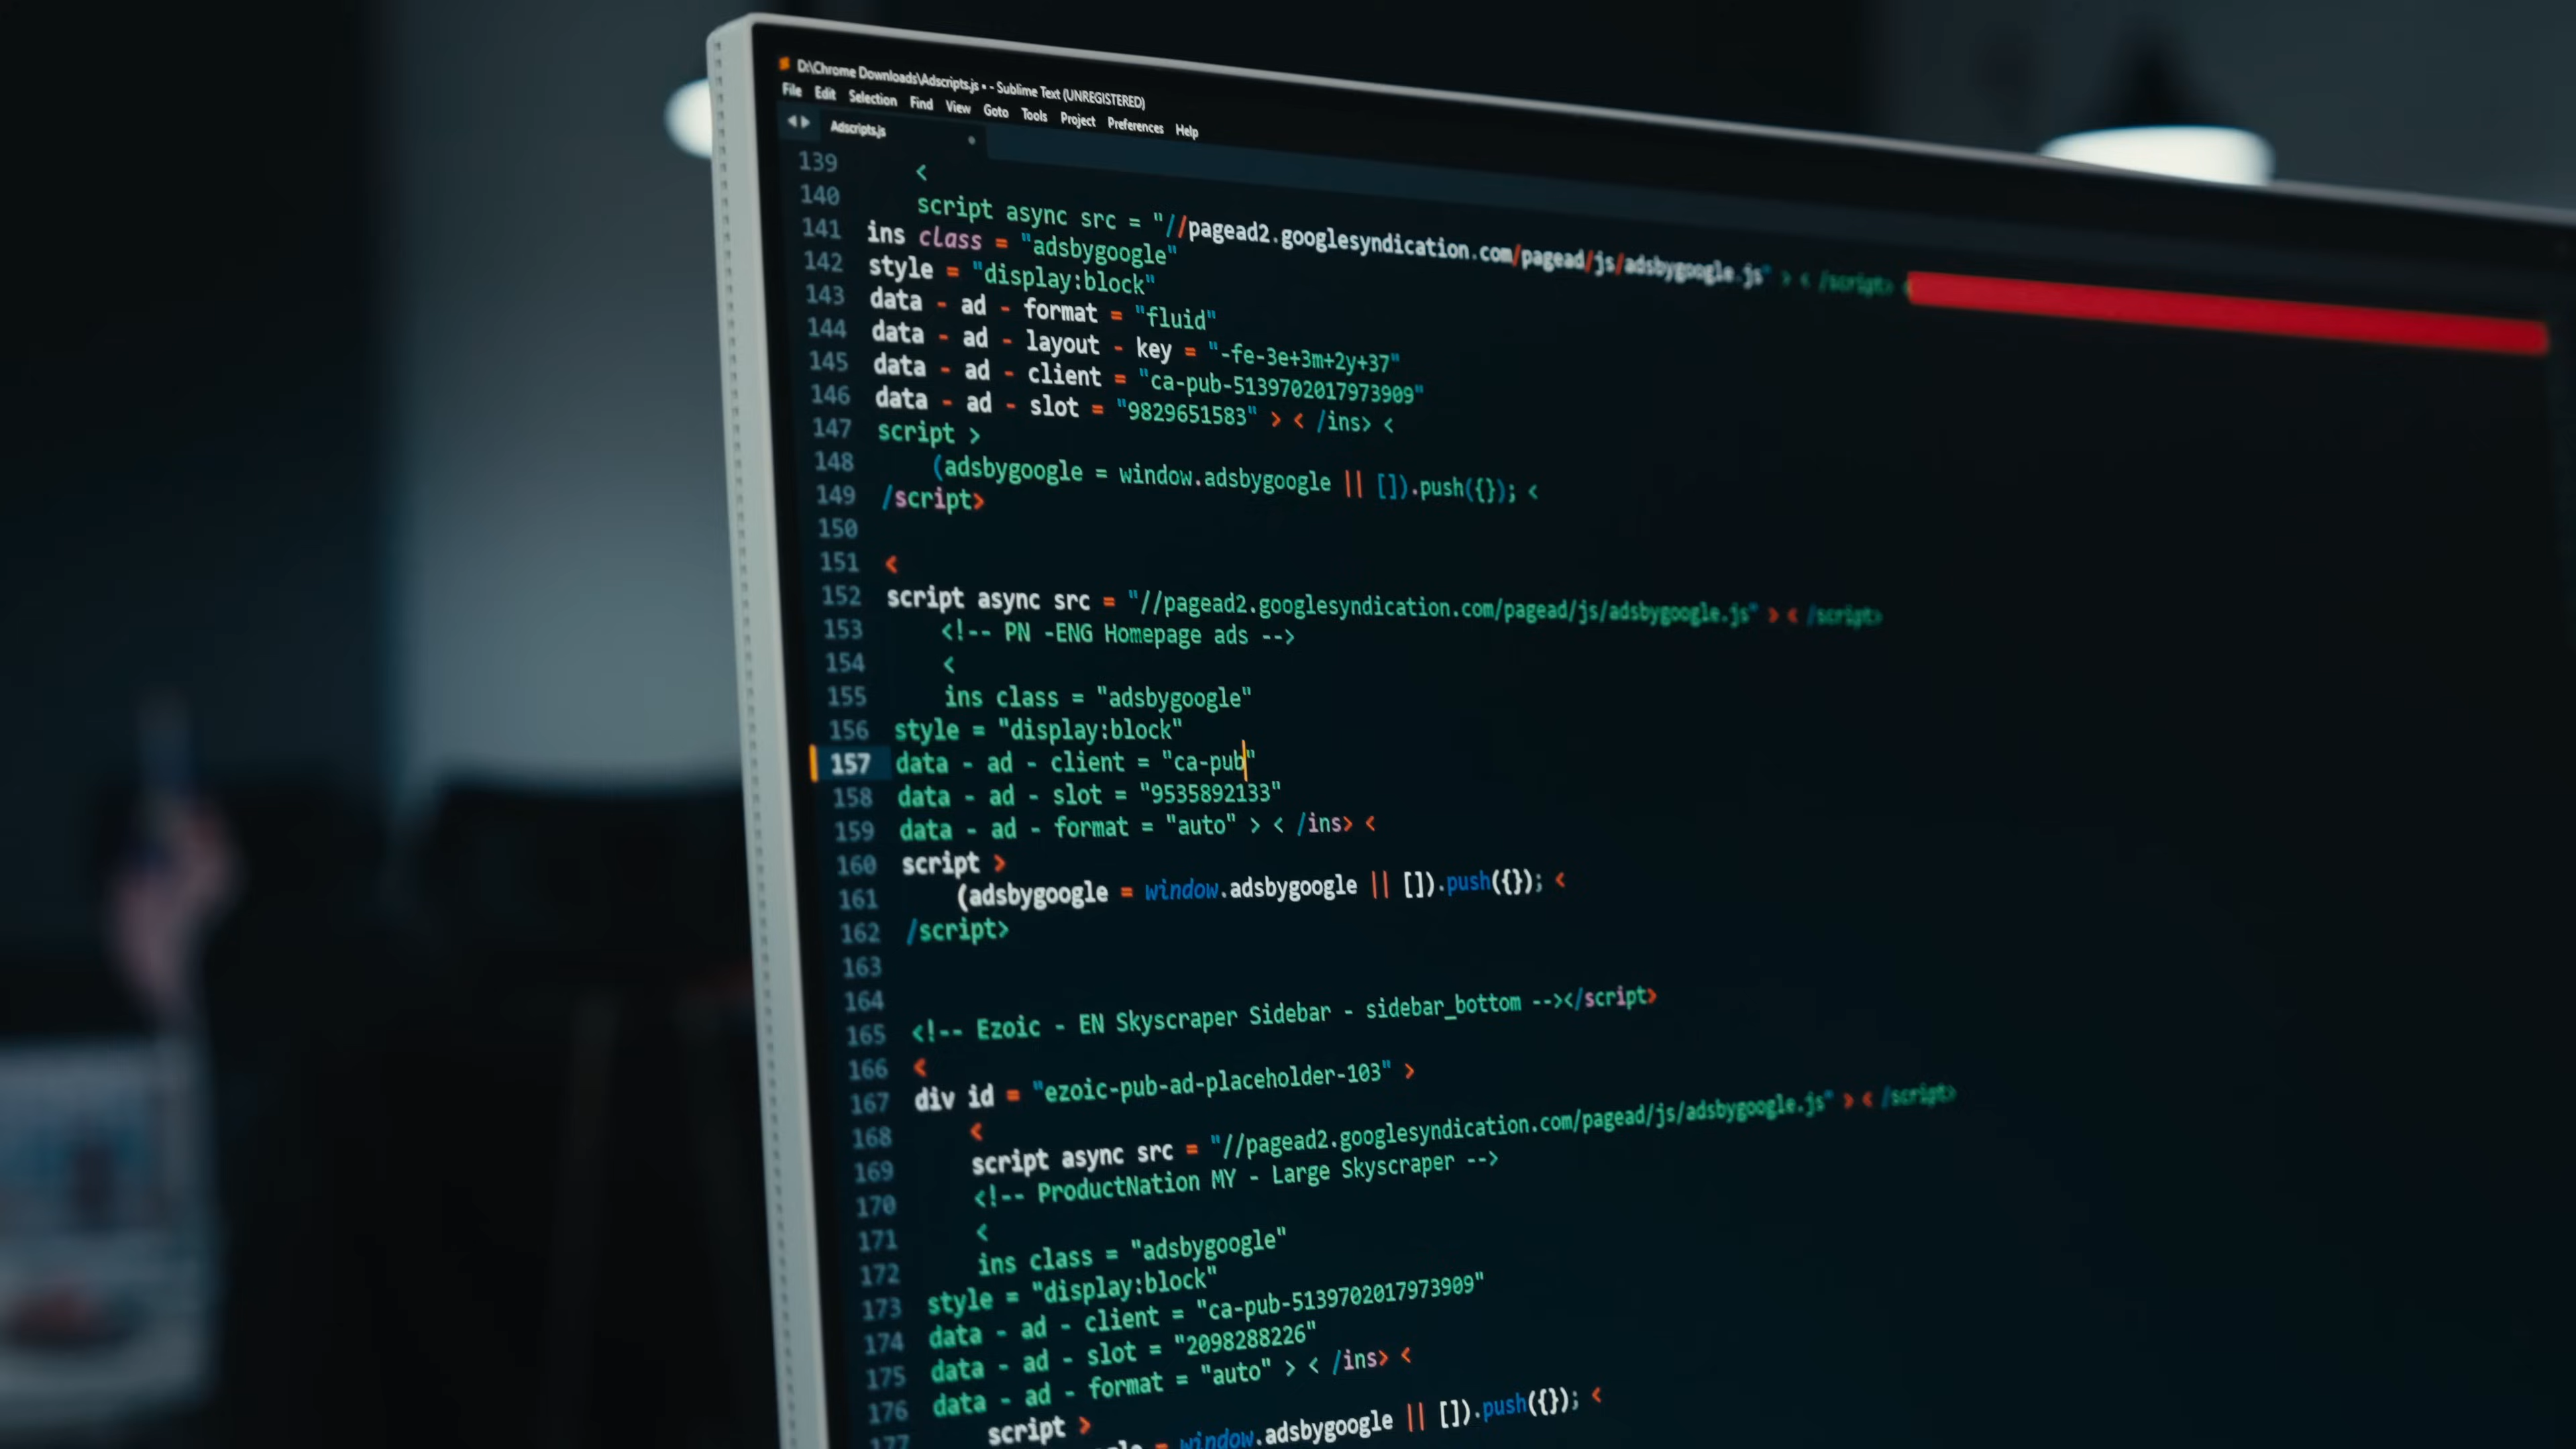 D:\Chrome Downloads\Adscripts.js • - Sublime Text (UNREGISTERED)
File Edit Selection Find View Goto Tools Project Preferences Help
Adscripts.js
139 <
140 script async src = "//pagead2.googlesyndication.com/pagead/js/adsbygoogle.js" > < /script> <
141 ins class = "adsbygoogle"
142 style = "display:block"
143 data - ad - format = "fluid"
144 data - ad - layout - key = "-fe-3e+3m+2y+37"
145 data - ad - client = "ca-pub-5139702017973909"
146 data - ad - slot = "9829651583" > < /ins> <
147 script >
148 (adsbygoogle = window.adsbygoogle || []).push({}); <
149 /script>
150
151 <
152 script async src = "//pagead2.googlesyndication.com/pagead/js/adsbygoogle.js" > < /script>
153 <!-- PN -ENG Homepage ads -->
154 <
155 ins class = "adsbygoogle"
156 style = "display:block"
157 data - ad - client = "ca-pub"
158 data - ad - slot = "9535892133"
159 data - ad - format = "auto" > < /ins> <
160 script >
161 (adsbygoogle = window.adsbygoogle || []).push({}); <
162 /script>
163
164
165 <!-- Ezoic - EN Skyscraper Sidebar - sidebar_bottom --></script>
166 <
167 div id = "ezoic-pub-ad-placeholder-103" >
168 <
169 script async src = "//pagead2.googlesyndication.com/pagead/js/adsbygoogle.js" > < /script>
170 <!-- ProductNation MY - Large Skyscraper -->
171 <
172 ins class = "adsbygoogle"
173 style = "display:block"
174 data - ad - client = "ca-pub-5139702017973909"
175 data - ad - slot = "2098288226"
176 data - ad - format = "auto" > < /ins> <
177 script >
= window.adsbygoogle || []).push({}); <